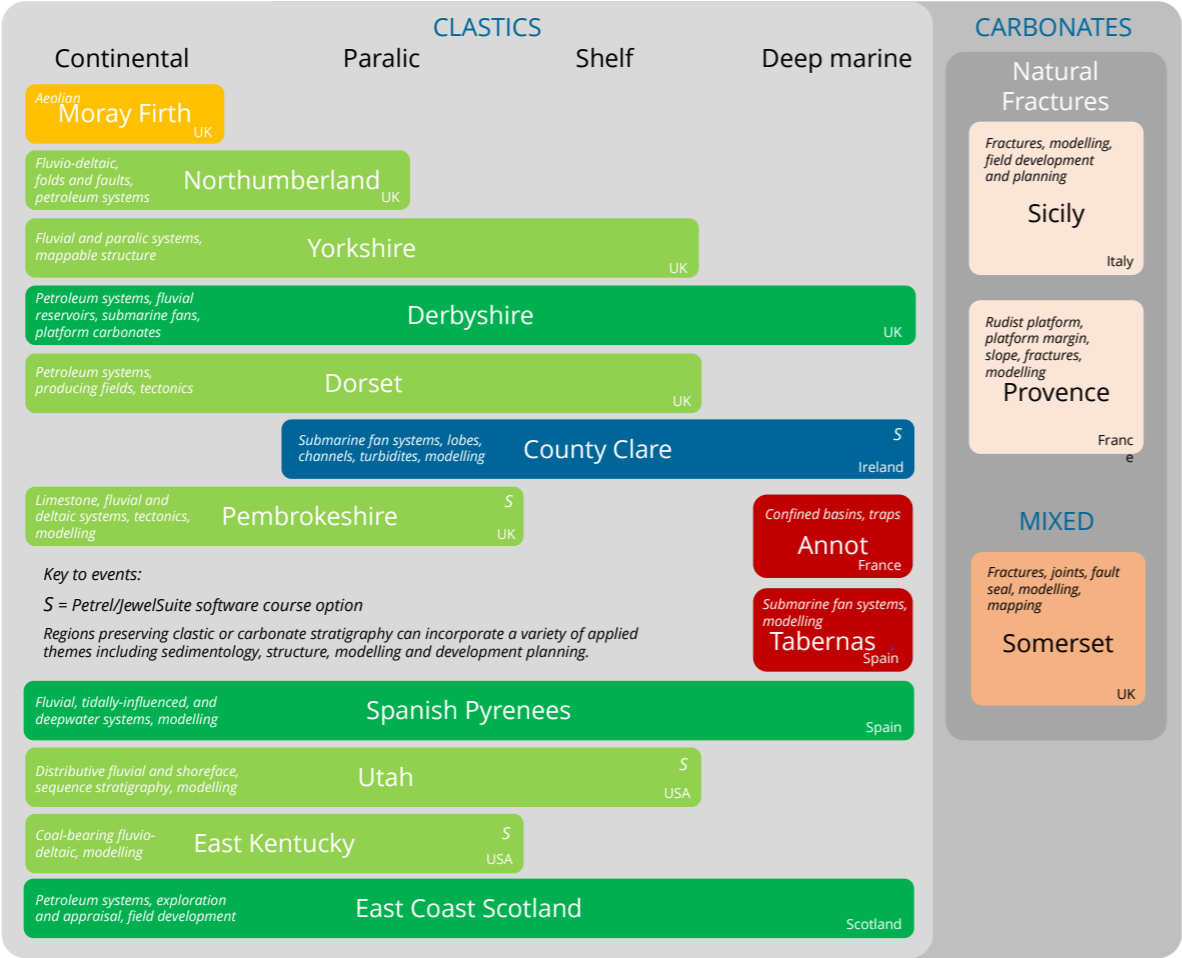 CLASTICS
Continental
Paralic
Shelf
Deep marine
Aeolian
Moray Firth
UK
Fluvio-deltaic,
folds and faults,
petroleum systems
Northumberland
UK
Fluvial and paralic systems,
mappable structure
Yorkshire
UK
Petroleum systems, fluvial
reservoirs, submarine fans,
platform carbonates
Derbyshire
UK
Petroleum systems,
producing fields, tectonics
Dorset
UK
Submarine fan systems, lobes,
channels, turbidites, modelling
County Clare
S
Ireland
Limestone, fluvial and
deltaic systems, tectonics,
modelling
Pembrokeshire
S
UK
Confined basins, traps
Annot
France
Key to events:
S = Petrel/JewelSuite software course option
Regions preserving clastic or carbonate stratigraphy can incorporate a variety of applied
themes including sedimentology, structure, modelling and development planning.
Submarine fan systems,
modelling
Tabernas
Spain
Fluvial, tidally-influenced, and
deepwater systems, modelling
Spanish Pyrenees
Spain
Distributive fluvial and shoreface,
sequence stratigraphy, modelling
Utah
S
USA
Coal-bearing fluvio-
deltaic, modelling
East Kentucky
S
USA
Petroleum systems, exploration
and appraisal, field development
East Coast Scotland
Scotland
CARBONATES
Natural
Fractures
Fractures, modelling,
field development
and planning
Sicily
Italy
Rudist platform,
platform margin,
slope, fractures,
modelling
Provence
Franc
e
MIXED
Fractures, joints, fault
seal, modelling,
mapping
Somerset
UK